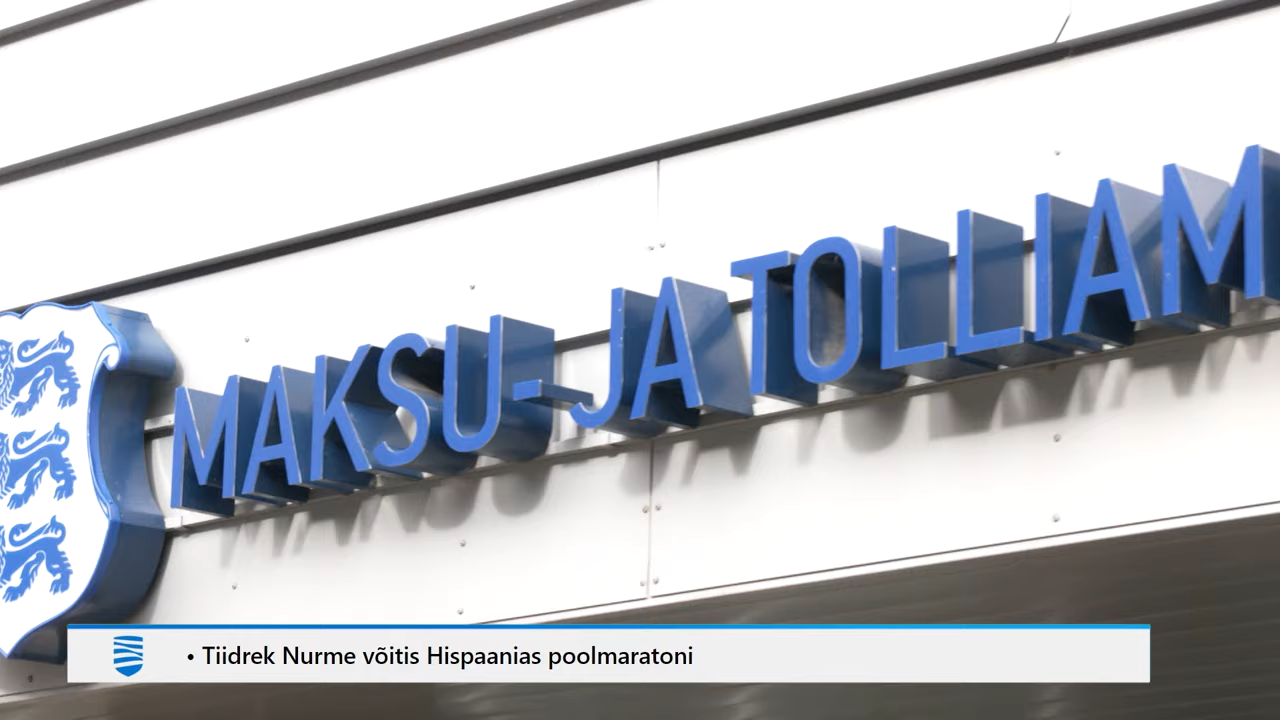 MAKSU- JA TOLLIAM
• Tiidrek Nurme võitis Hispaanias poolmaratoni